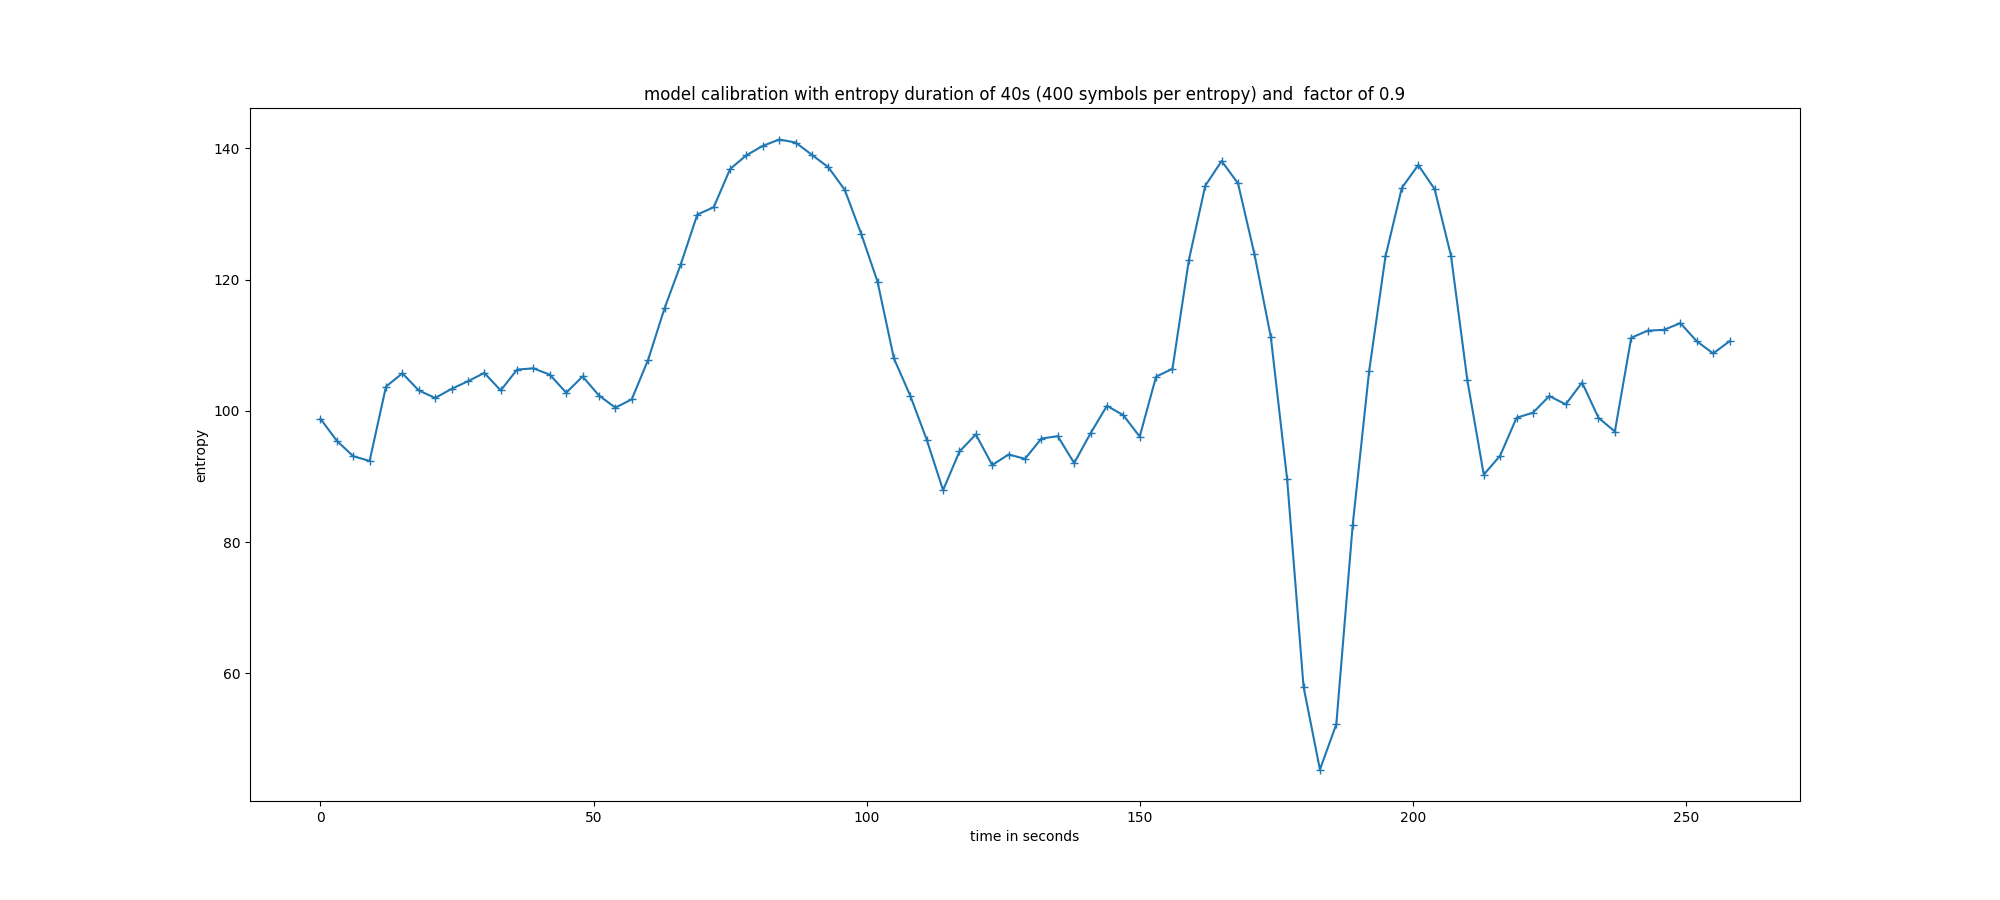 model calibration with entropy duration of 40s (400 symbols per entropy) and  factor of 0.9
140
120
100
80
60
entropy
0 50 100 150 200 250
time in seconds